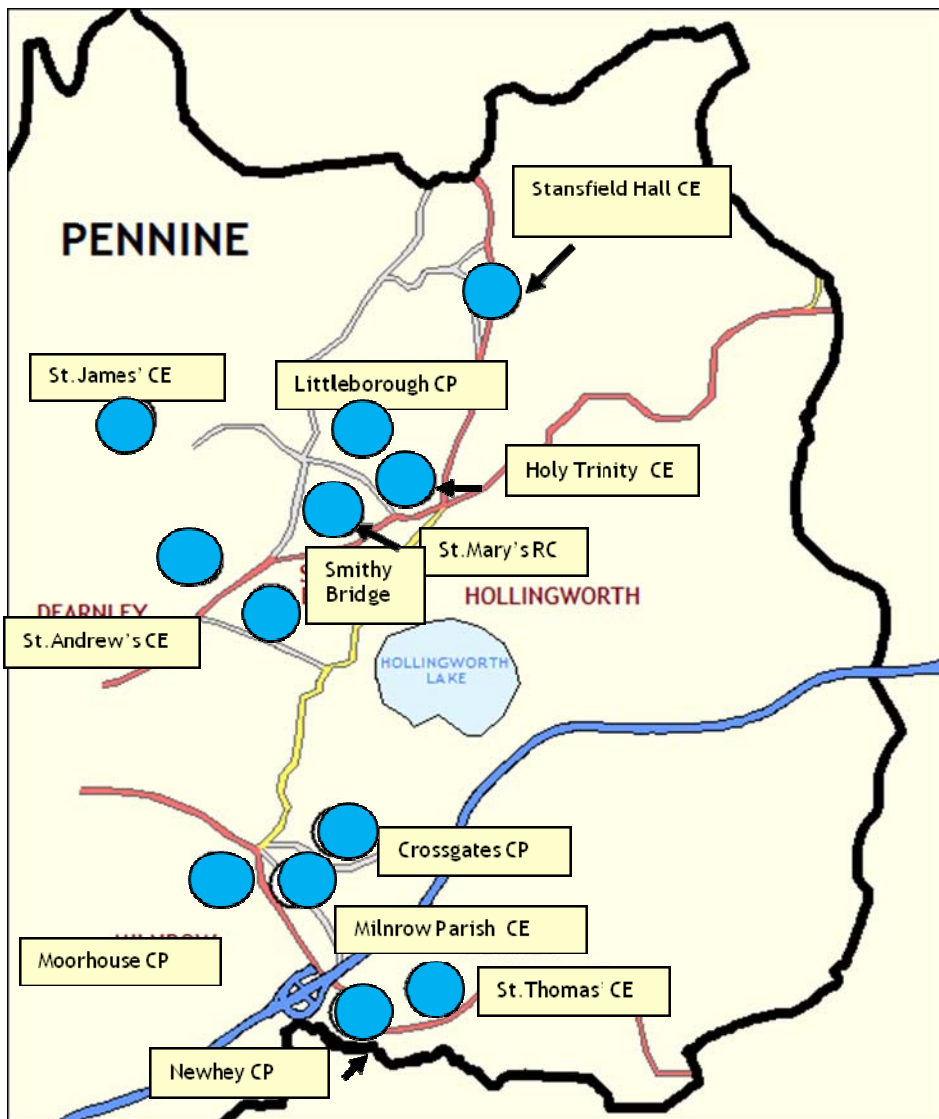 Stansfield Hall CE
PENNINE
St.James' CE
Littleborough CP
Holy Trinity CE
St.Mary's RC
Smithy
Bridge
HOLLINGWORTH
DEARNLEY
St.Andrew's CE
HOLLINGWORTH
LAKE
Crossgates CP
Milnrow Parish CE
Moorhouse CP
St.Thomas' CE
Newhey CP